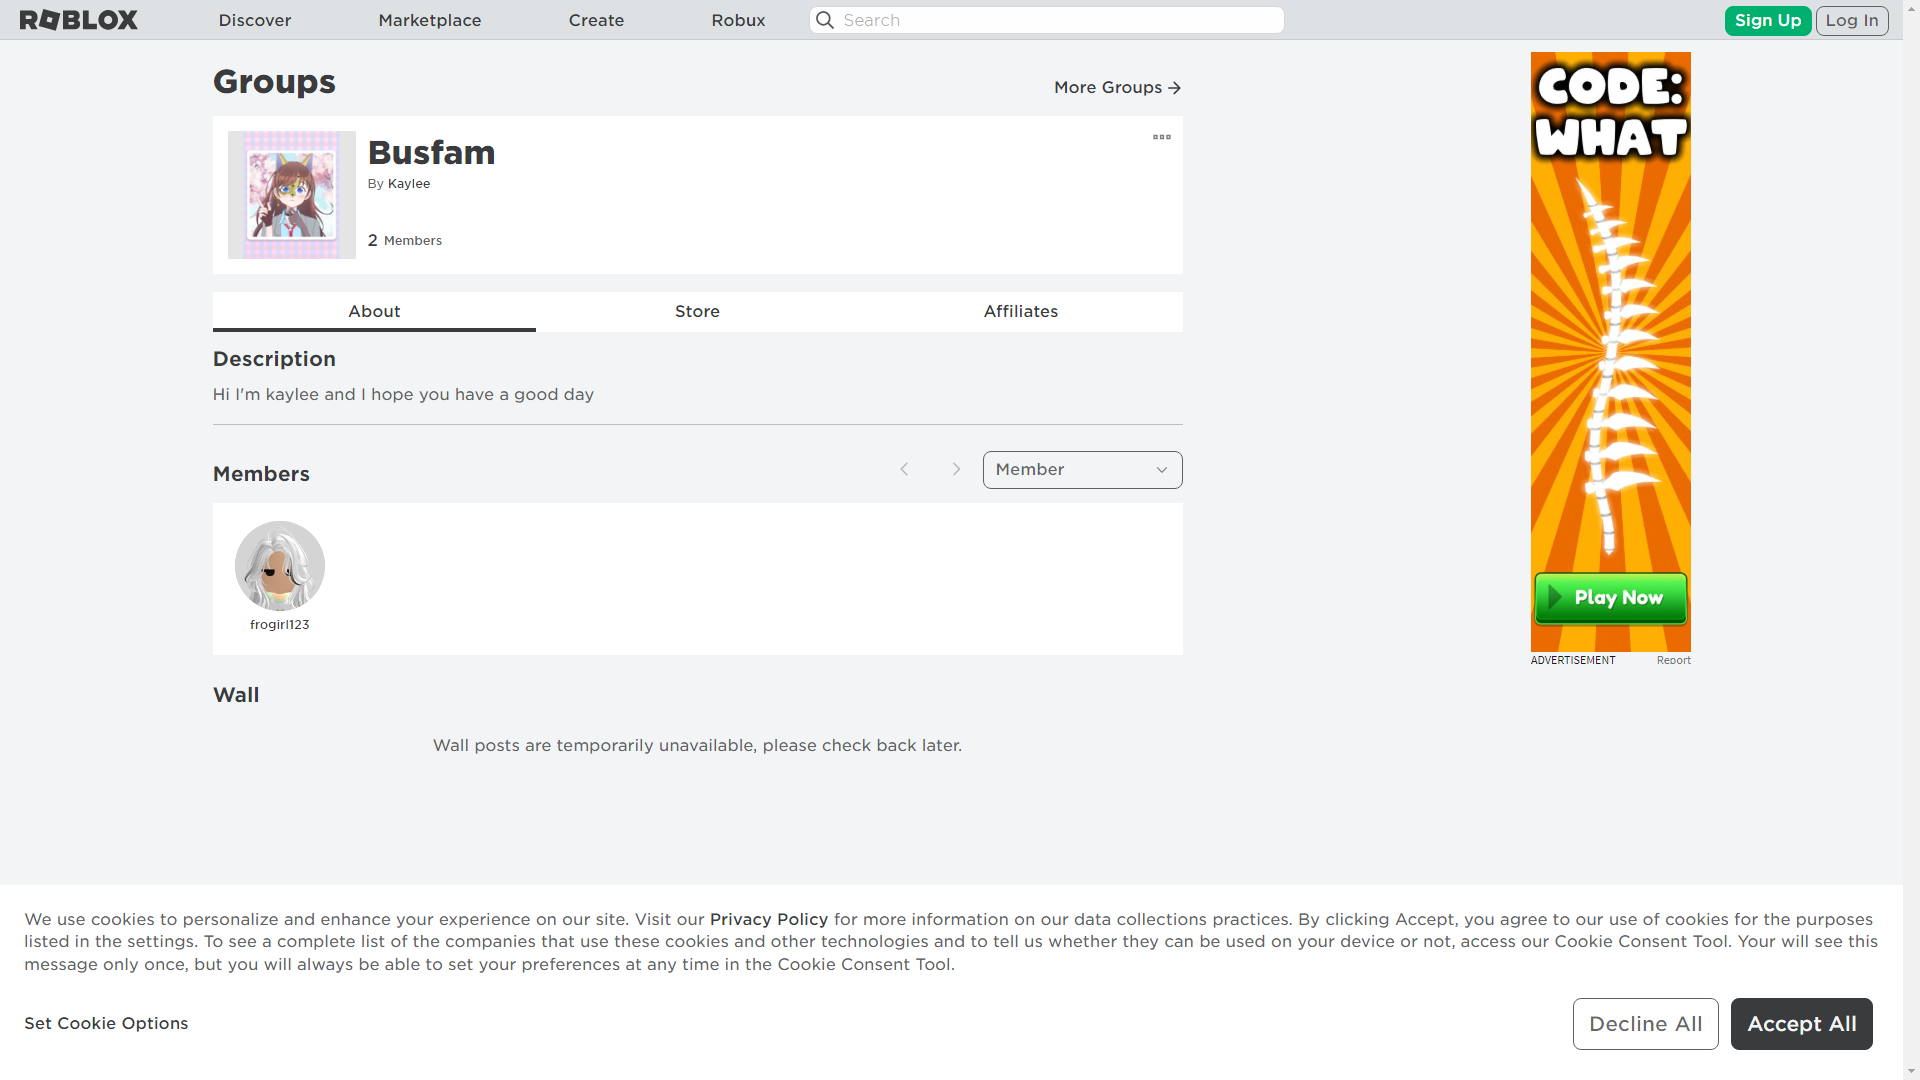 ROBLOX
Discover
Marketplace
Create
Robux
Search
Sign Up
Log In
Groups
More Groups
Busfam
By Kaylee
2 Members
About
Store
Affiliates
Description
Hi I'm kaylee and I hope you have a good day
Members
Member
frogirl123
Wall
Wall posts are temporarily unavailable, please check back later.
CODE:
WHAT
Play Now
ADVERTISEMENT
Report
We use cookies to personalize and enhance your experience on our site. Visit our Privacy Policy for more information on our data collections practices. By clicking Accept, you agree to our use of cookies for the purposes
listed in the settings. To see a complete list of the companies that use these cookies and other technologies and to tell us whether they can be used on your device or not, access our Cookie Consent Tool. Your will see this
message only once, but you will always be able to set your preferences at any time in the Cookie Consent Tool.
Set Cookie Options
Decline All
Accept All